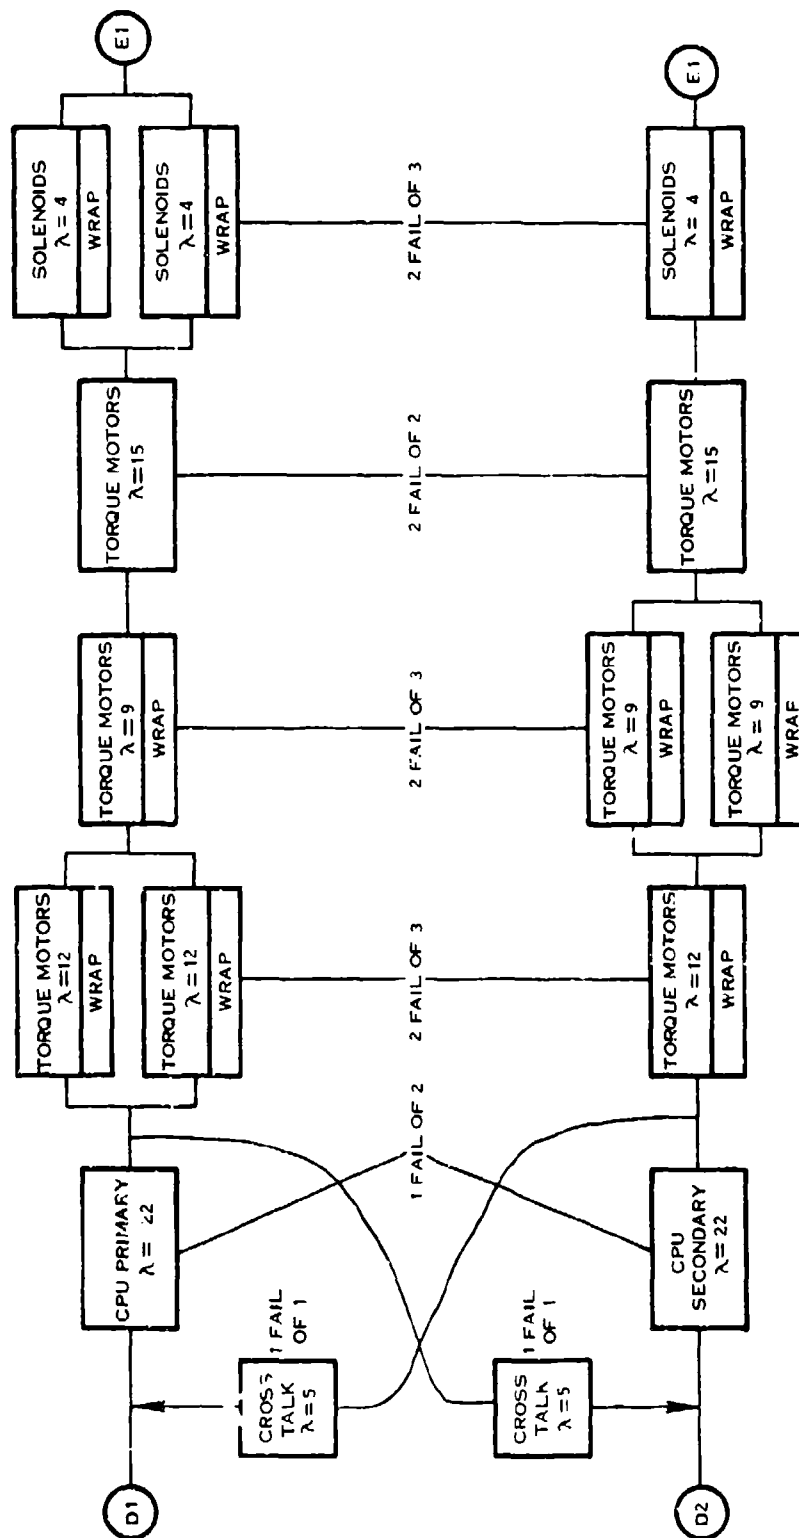 D1
CROSS
TALK
λ=5
1 FAIL
OF 1
CPU PRIMARY
λ= 22
TORQUE MOTORS
λ=12
WRAP
TORQUE MOTORS
λ=12
WRAP
TORQUE MOTORS
λ=9
WRAP
TORQUE MOTORS
λ=15
SOLENOIDS
λ= 4
WRAP
SOLENOIDS
λ=4
WRAP
E1
1 FAIL OF 2
2 FAIL OF 3
2 FAIL OF 3
2 FAIL OF 2
2 FAIL OF 3
D2
CROSS
TALK
λ=5
1 FAIL
OF 1
CPU
SECONDARY
λ=22
TORQUE MOTORS
λ=12
WRAP
TORQUE MOTORS
λ=9
WRAP
TORQUE MOTORS
λ= 9
WRAP
TORQUE MOTORS
λ=15
SOLENOIDS
λ= 4
WRAP
E1